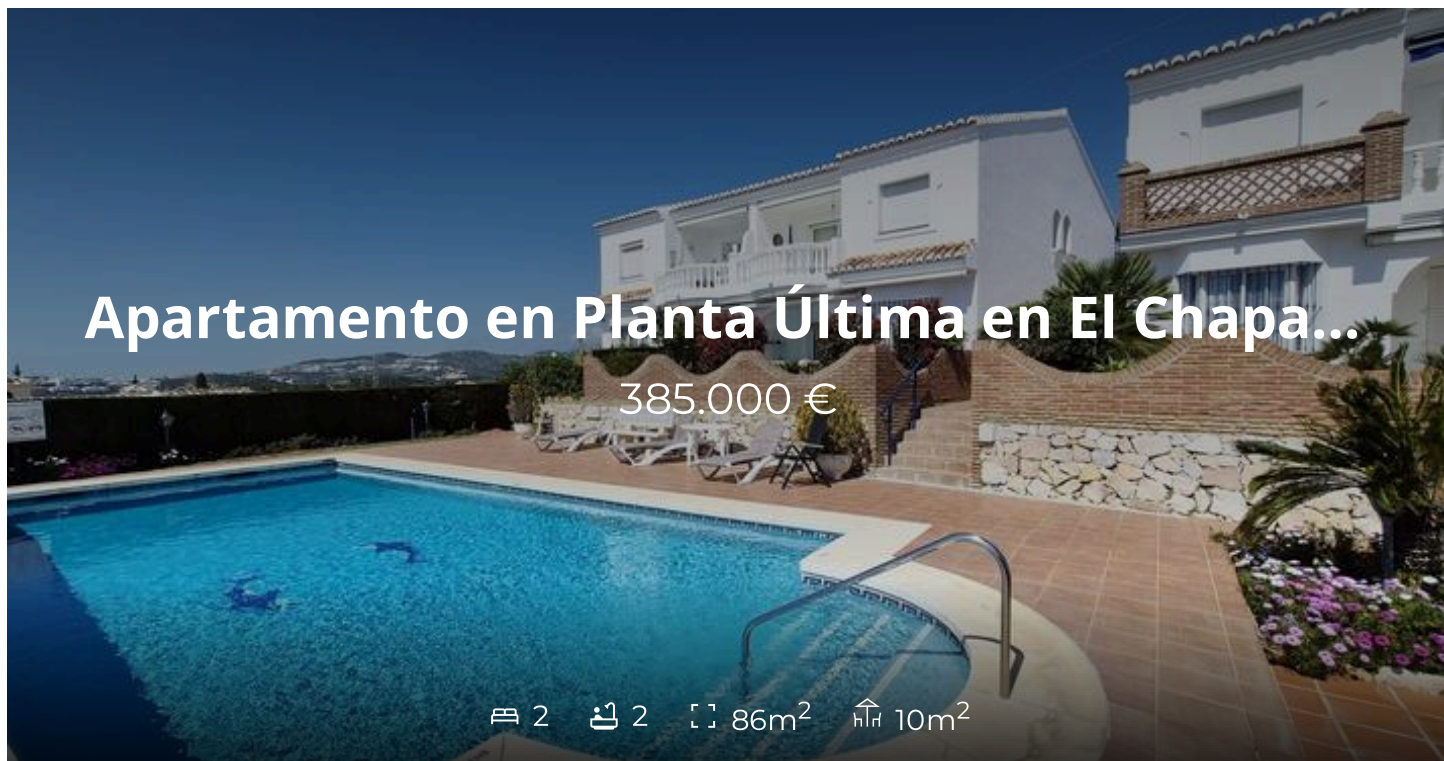 Apartamento en Planta Última en El Chapa...
385.000 €
2 2 86m² 10m²